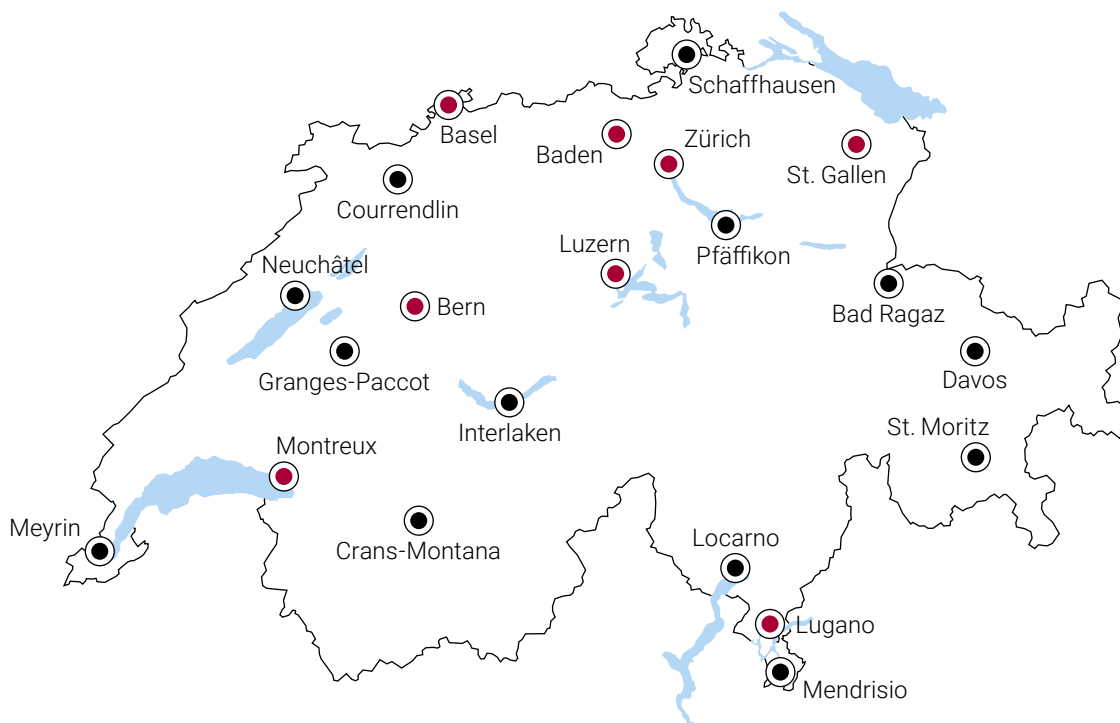 Schaffhausen
Basel
Baden
Zürich
St. Gallen
Courrendlin
Luzern
Pfäffikon
Neuchâtel
Bern
Bad Ragaz
Granges-Paccot
Davos
Interlaken
St. Moritz
Montreux
Meyrin
Crans-Montana
Locarno
Lugano
Mendrisio